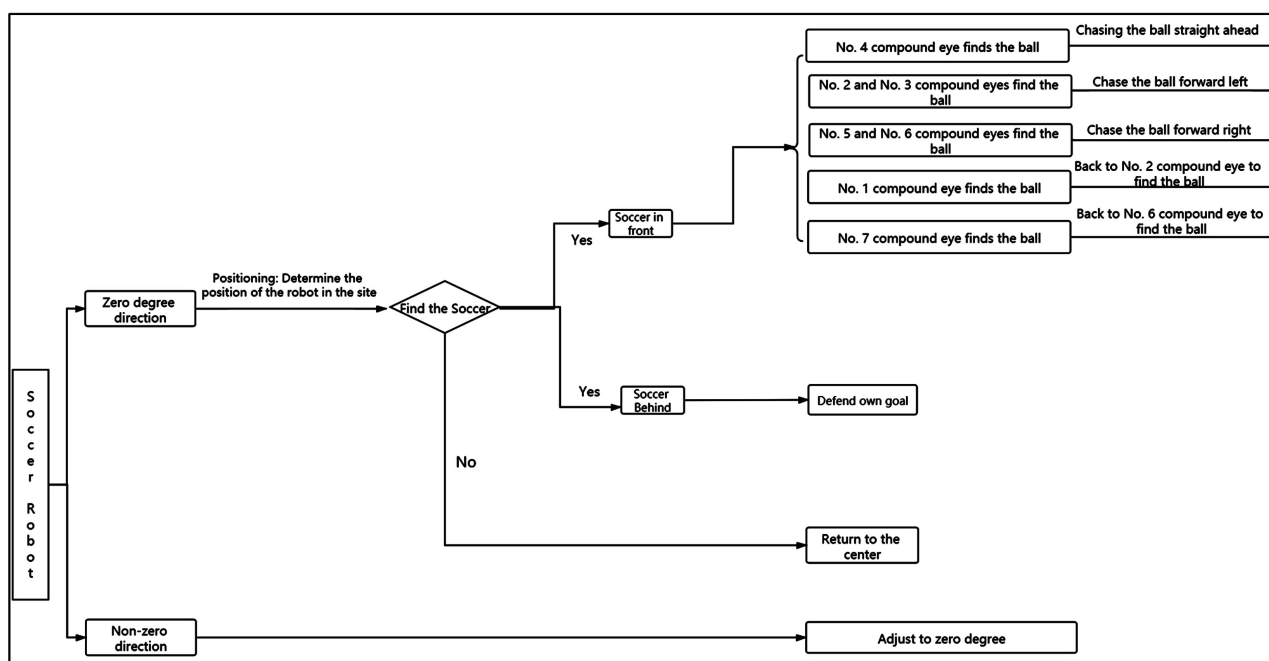 No. 4 compound eye finds the ball
Chasing the ball straight ahead
No. 2 and No. 3 compound eyes find the
ball
Chase the ball forward left
No. 5 and No. 6 compound eyes find the
ball
Chase the ball forward right
No. 1 compound eye finds the ball
Back to No. 2 compound eye to
find the ball
No. 7 compound eye finds the ball
Back to No. 6 compound eye to
find the ball
Soccer in
front
Yes
Positioning: Determine the
position of the robot in the site
Zero degree
direction
Find the Soccer
Yes
Soccer
Behind
Defend own goal
Soccer Robot
No
Return to the
center
Non-zero
direction
Adjust to zero degree